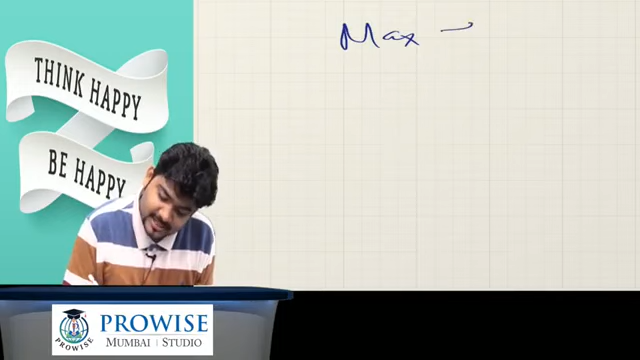 Max →
THINK HAPPY
BE HAPPY
PROWISE
PROWISE
MUMBAI | STUDIO